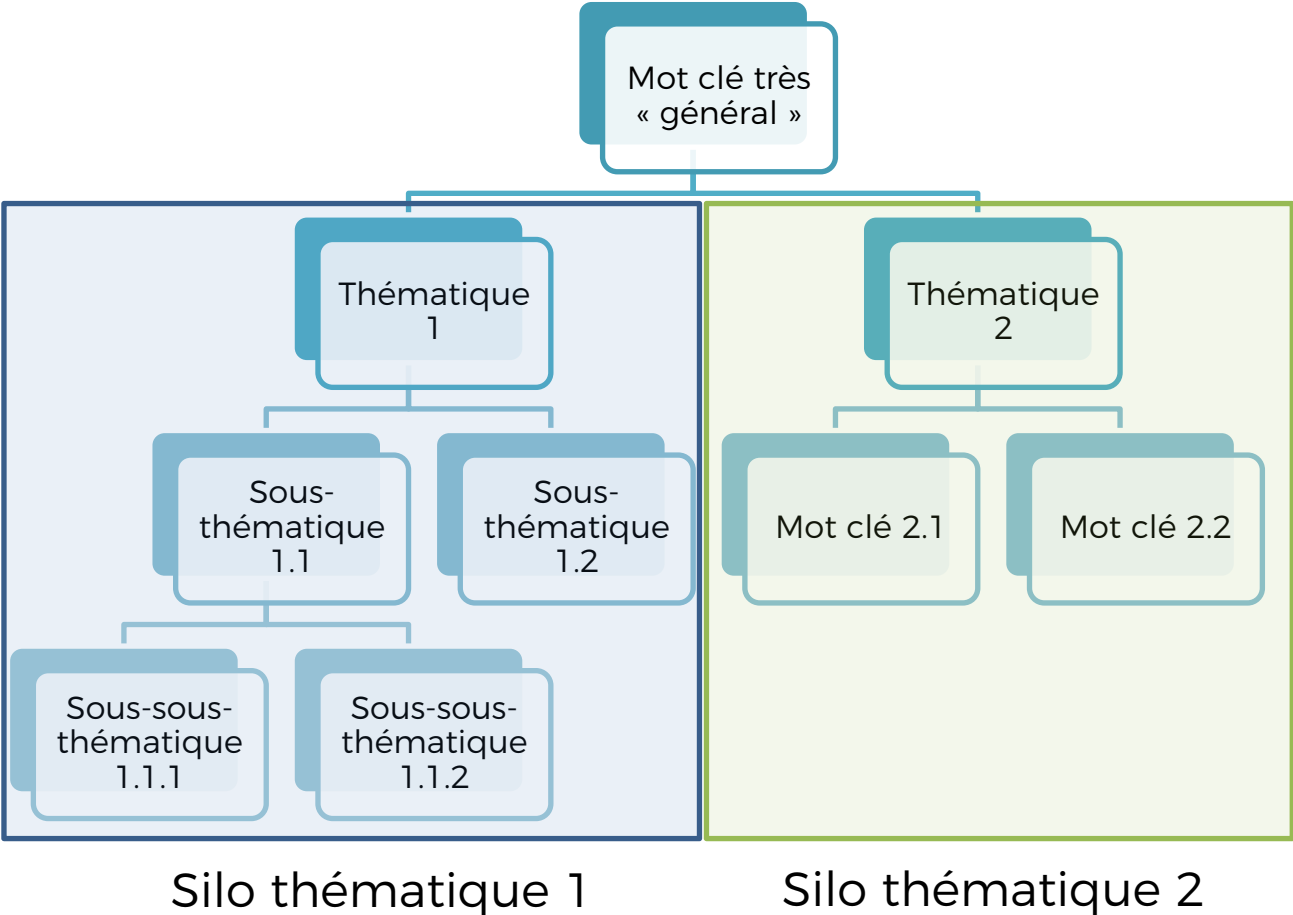 Mot clé très
« général »
Thématique
1
Thématique
2
Sous-
thématique
1.1
Sous-
thématique
1.2
Mot clé 2.1
Mot clé 2.2
Sous-sous-
thématique
1.1.1
Sous-sous-
thématique
1.1.2
Silo thématique 1
Silo thématique 2